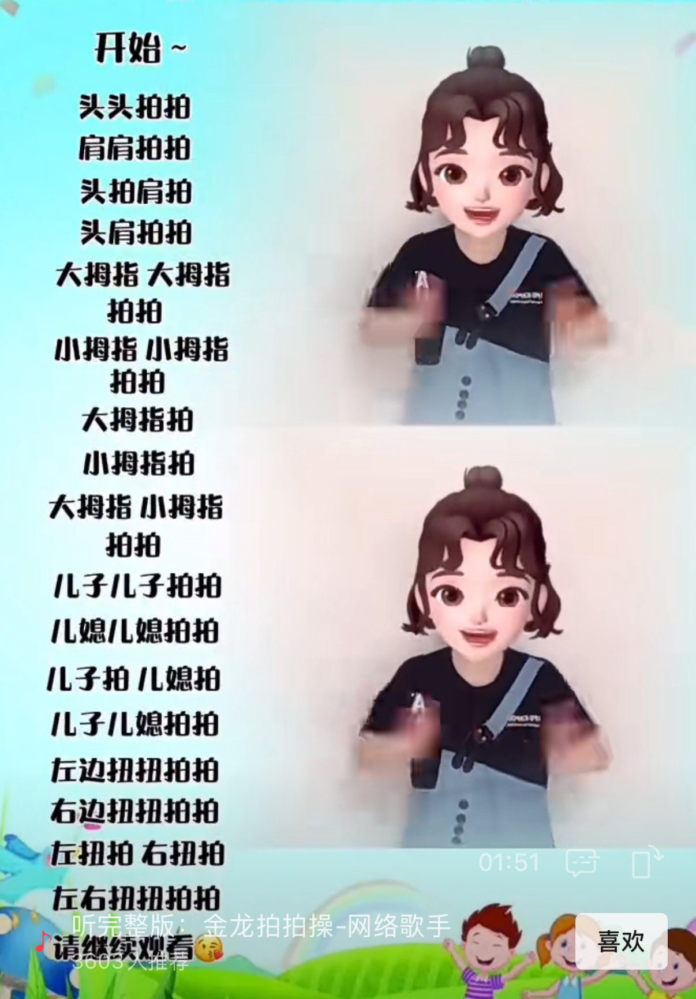 开始~
头头拍拍
肩肩拍拍
头拍肩拍
头肩拍拍
大拇指 大拇指
拍拍
小拇指 小拇指
拍拍
大拇指拍
小拇指拍
大拇指 小拇指
拍拍
儿子儿子拍拍
儿媳儿媳拍拍
儿子拍 儿媳拍
儿子儿媳拍拍
左边扭扭拍拍
右边扭扭拍拍
左扭拍 右扭拍
左右扭扭拍拍
请继续观看😘
A
A
01:51
听完整版：金龙拍拍操-网络歌手
3603人推荐
喜欢